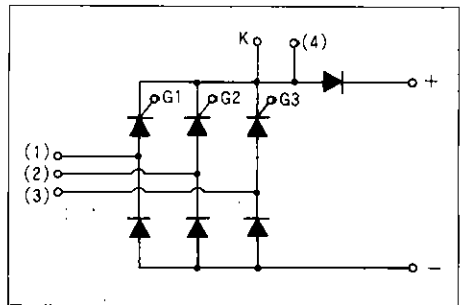 K (4)
+
G1 G2 G3
(1)
(2)
(3)
-